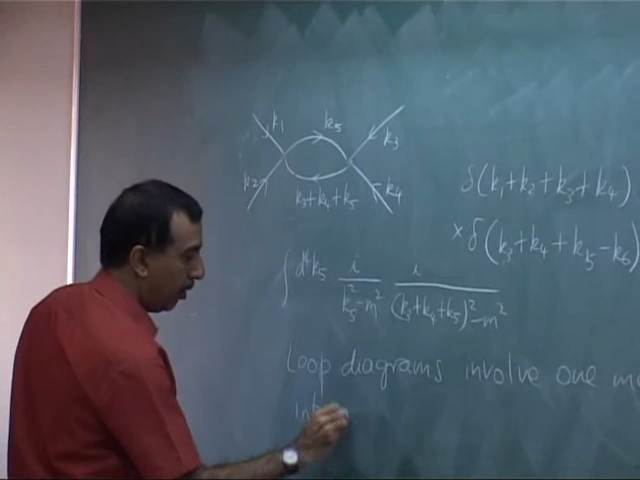 k₁
k₅
k₃
k₂
k₃+k₄+k₅
k₄
δ(k₁+k₂+k₃+k₄)
×δ(k₃+k₄+k₅-k₆)
∫ d⁴k₅ i/(k₅²-m²) i/((k₃+k₄+k₅)²-m²)
Loop diagrams involve one